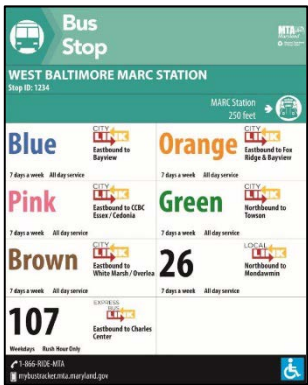 Bus
Stop
MTA
Maryland
WEST BALTIMORE MARC STATION
Stop ID: 1234
MARC Station
250 feet
Blue
CITY
LINK
Eastbound to
Bayview
7 days a week All day service
Orange
CITY
LINK
Eastbound to Fox
Ridge & Bayview
7 days a week All day service
Pink
CITY
LINK
Eastbound to CCBC
Essex / Cedonia
7 days a week All day service
Green
CITY
LINK
Northbound to
Towson
7 days a week All day service
Brown
CITY
LINK
Eastbound to
White Marsh / Overlea
7 days a week All day service
26
LOCAL
LINK
Northbound to
Mondawmin
7 days a week All day service
107
EXPRESS
BUS
LINK
Eastbound to Charles
Center
Weekdays Rush Hour Only
1-866-RIDE-MTA
mybustracker.mta.maryland.gov